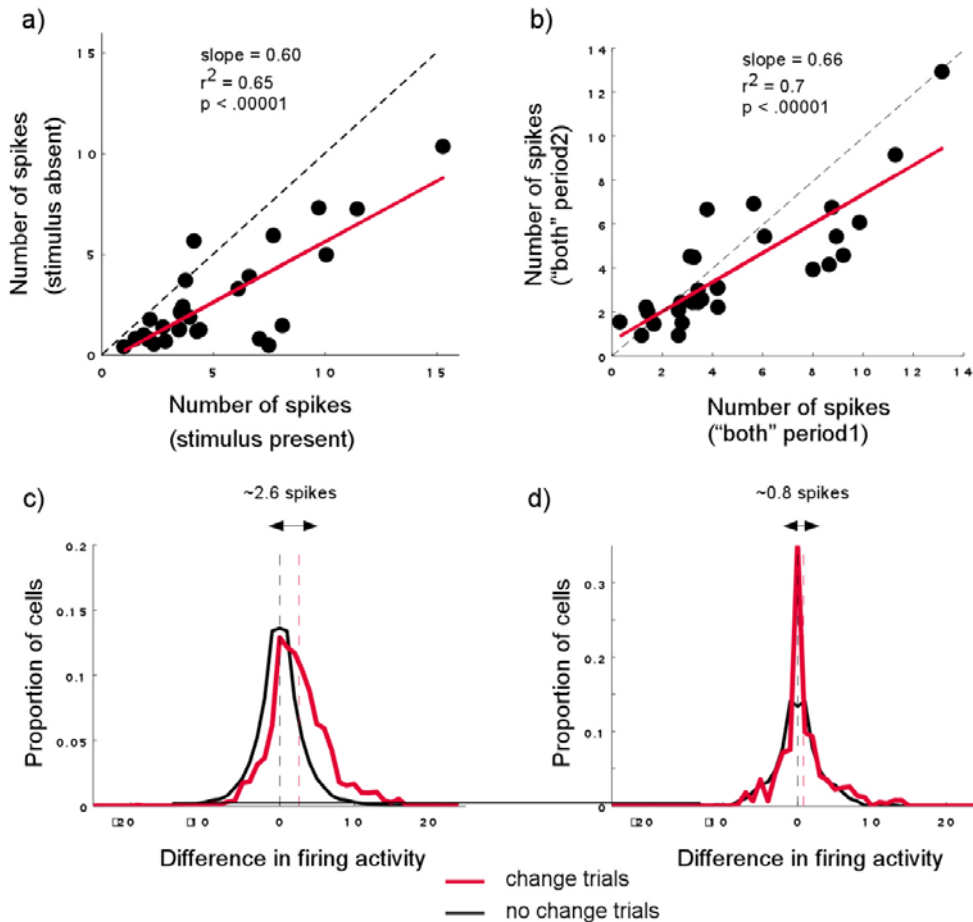 a)
slope = 0.60
r2 = 0.65
p < .00001
Number of spikes
(stimulus absent)
15
10
5
0
0
5
10
15
Number of spikes
(stimulus present)
b)
slope = 0.66
r2 = 0.7
p < .00001
Number of spikes
("both" period2)
14
12
10
8
6
4
2
0
0
2
4
6
8
10
12
14
Number of spikes
("both" period1)
c)
~2.6 spikes
Proportion of cells
0.2
0.15
0.1
0.05
0
□20
□10
0
10
20
Difference in firing activity
d)
~0.8 spikes
Proportion of cells
0.3
0.2
0.1
0
□20
□10
0
10
20
Difference in firing activity
change trials
no change trials